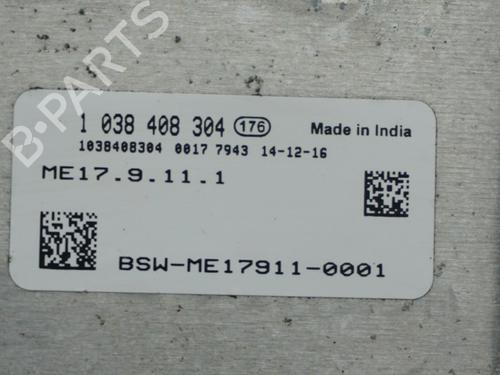 B-PARTS
1 038 408 304 176 Made in India
1038408304 0017 7943 14-12-16
ME17.9.11.1
BSW-ME17911-0001